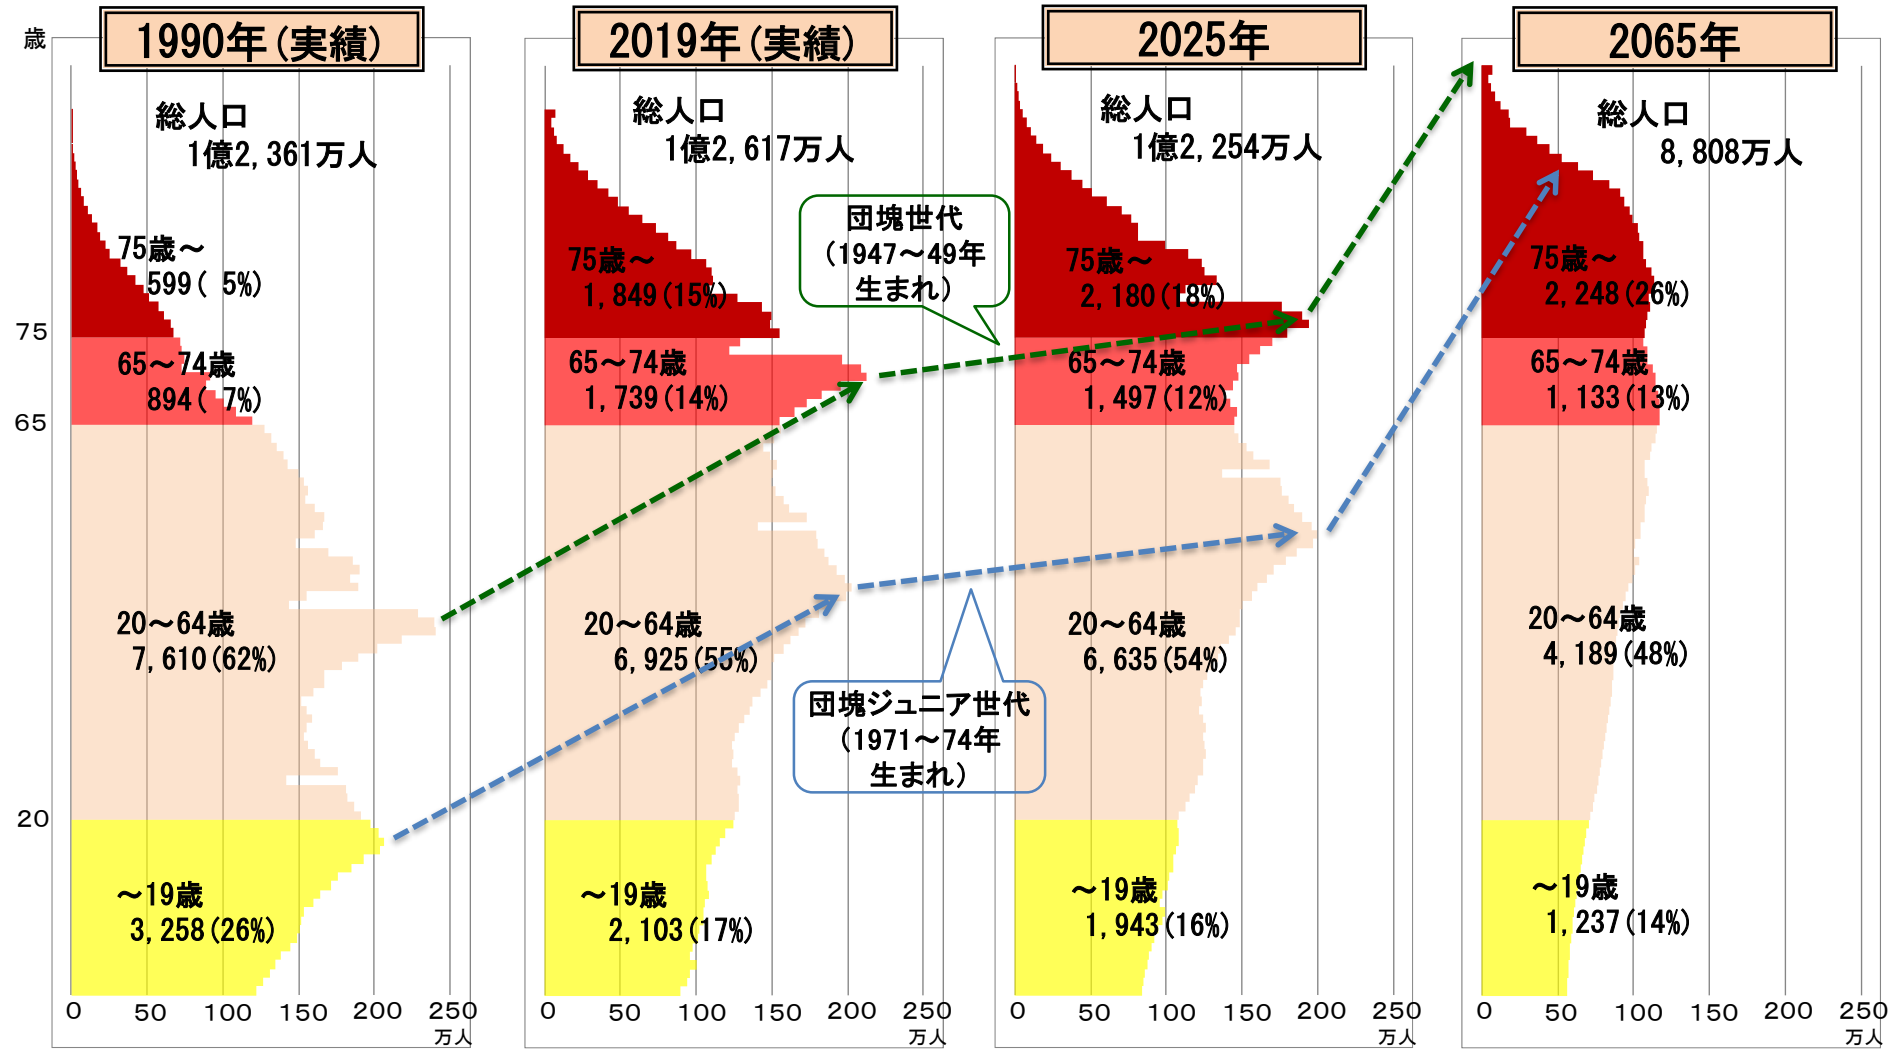 歳
1990年(実績)
総人口
1億2,361万人
75歳～
599( 5%)
65～74歳
894( 7%)
20～64歳
7,610(62%)
～19歳
3,258(26%)
75
65
20
0 50 100 150 200 250
万人
2019年(実績)
総人口
1億2,617万人
75歳～
1,849(15%)
65～74歳
1,739(14%)
20～64歳
6,925(55%)
～19歳
2,103(17%)
0 50 100 150 200 250
万人
団塊世代
(1947～49年
生まれ)
団塊ジュニア世代
(1971～74年
生まれ)
2025年
総人口
1億2,254万人
75歳～
2,180(18%)
65～74歳
1,497(12%)
20～64歳
6,635(54%)
～19歳
1,943(16%)
0 50 100 150 200 250
万人
2065年
総人口
8,808万人
75歳～
2,248(26%)
65～74歳
1,133(13%)
20～64歳
4,189(48%)
～19歳
1,237(14%)
0 50 100 150 200 250
万人